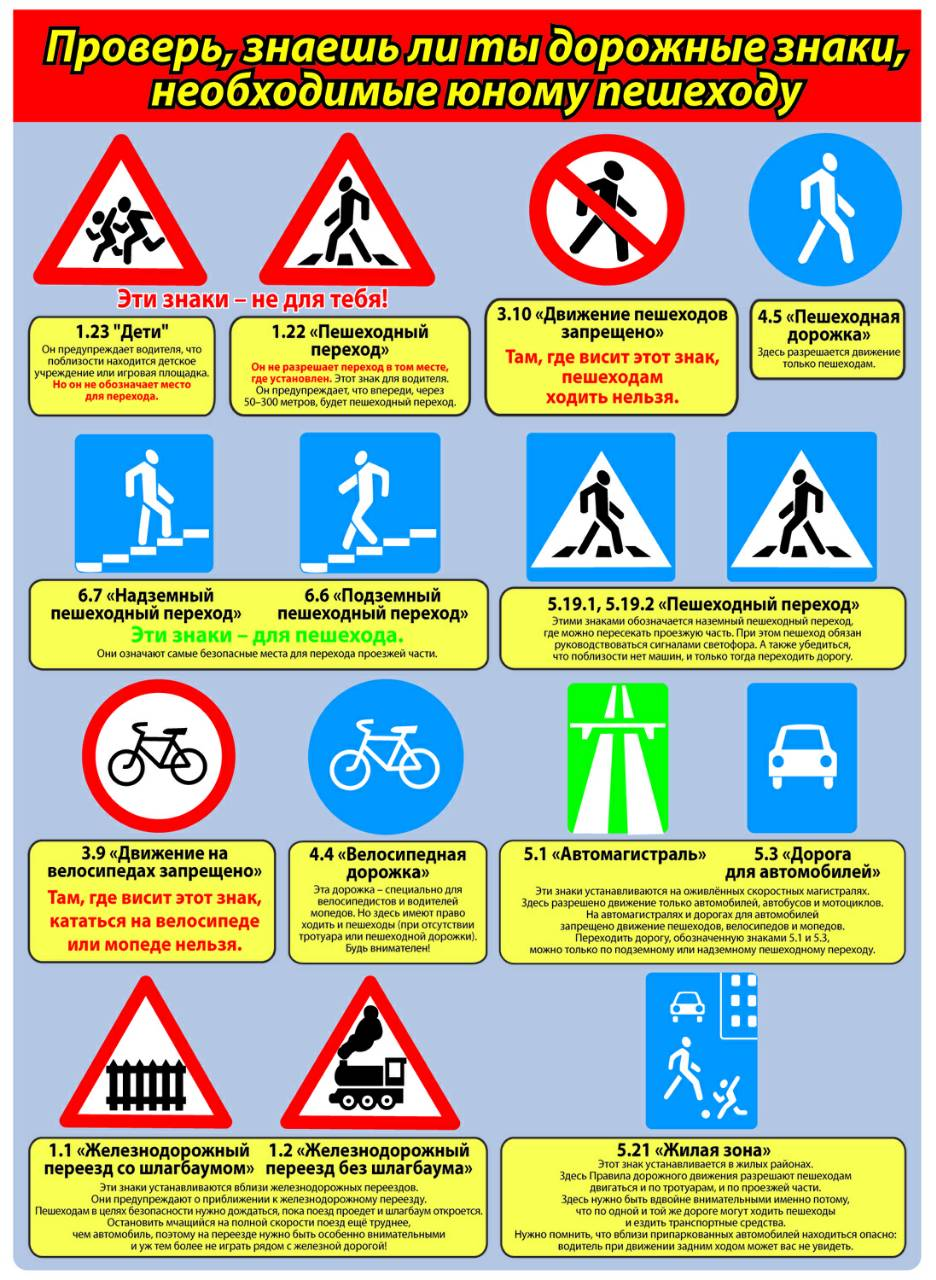 Проверь, знаешь ли ты дорожные знаки,
необходимые юному пешеходу
Эти знаки – не для тебя!
1.23 "Дети"
Он предупреждает водителя, что
поблизости находится детское
учреждение или игровая площадка.
Но он не обозначает место
для перехода.
1.22 «Пешеходный
переход»
Он не разрешает переход в том месте,
где установлен. Этот знак для водителя.
Он предупреждает, что впереди, через
50–300 метров, будет пешеходный переход.
3.10 «Движение пешеходов
запрещено»
Там, где висит этот знак,
пешеходам
ходить нельзя.
4.5 «Пешеходная
дорожка»
Здесь разрешается движение
только пешеходам.
6.7 «Надземный
пешеходный переход»
6.6 «Подземный
пешеходный переход»
Эти знаки – для пешехода.
Они означают самые безопасные места для перехода проезжей части.
5.19.1, 5.19.2 «Пешеходный переход»
Этими знаками обозначается наземный пешеходный переход,
где можно пересекать проезжую часть. При этом пешеход обязан
руководствоваться сигналами светофора. А также убедиться,
что поблизости нет машин, и только тогда переходить дорогу.
3.9 «Движение на
велосипедах запрещено»
Там, где висит этот знак,
кататься на велосипеде
или мопеде нельзя.
4.4 «Велосипедная
дорожка»
Эта дорожка – специально для
велосипедистов и водителей
мопедов. Но здесь имеют право
ходить и пешеходы (при отсутствии
тротуара или пешеходной дорожки).
Будь внимателен!
5.1 «Автомагистраль»
5.3 «Дорога
для автомобилей»
Эти знаки устанавливаются на оживлённых скоростных магистралях.
Здесь разрешено движение только автомобилей, автобусов и мотоциклов.
На автомагистралях и дорогах для автомобилей
запрещено движение пешеходов, велосипедов и мопедов.
Переходить дорогу, обозначенную знаками 5.1 и 5.3,
можно только по подземному или надземному пешеходному переходу.
1.1 «Железнодорожный
переезд со шлагбаумом»
1.2 «Железнодорожный
переезд без шлагбаума»
Эти знаки устанавливаются вблизи железнодорожных переездов.
Они предупреждают о приближении к железнодорожному переезду.
Пешеходам в целях безопасности нужно дождаться, пока поезд проедет и шлагбаум откроется.
Остановить мчащийся на полной скорости поезд ещё труднее,
чем автомобиль, поэтому на переезде нужно быть особенно внимательными
и уж тем более не играть рядом с железной дорогой!
5.21 «Жилая зона»
Этот знак устанавливается в жилых районах.
Здесь Правила дорожного движения разрешают пешеходам
двигаться и по тротуарам, и по проезжей части.
Здесь нужно быть вдвойне внимательными именно потому,
что по одной и той же дороге могут ходить пешеходы
и ездить транспортные средства.
Нужно помнить, что вблизи припаркованных автомобилей находиться опасно:
водитель при движении задним ходом может вас не увидеть.